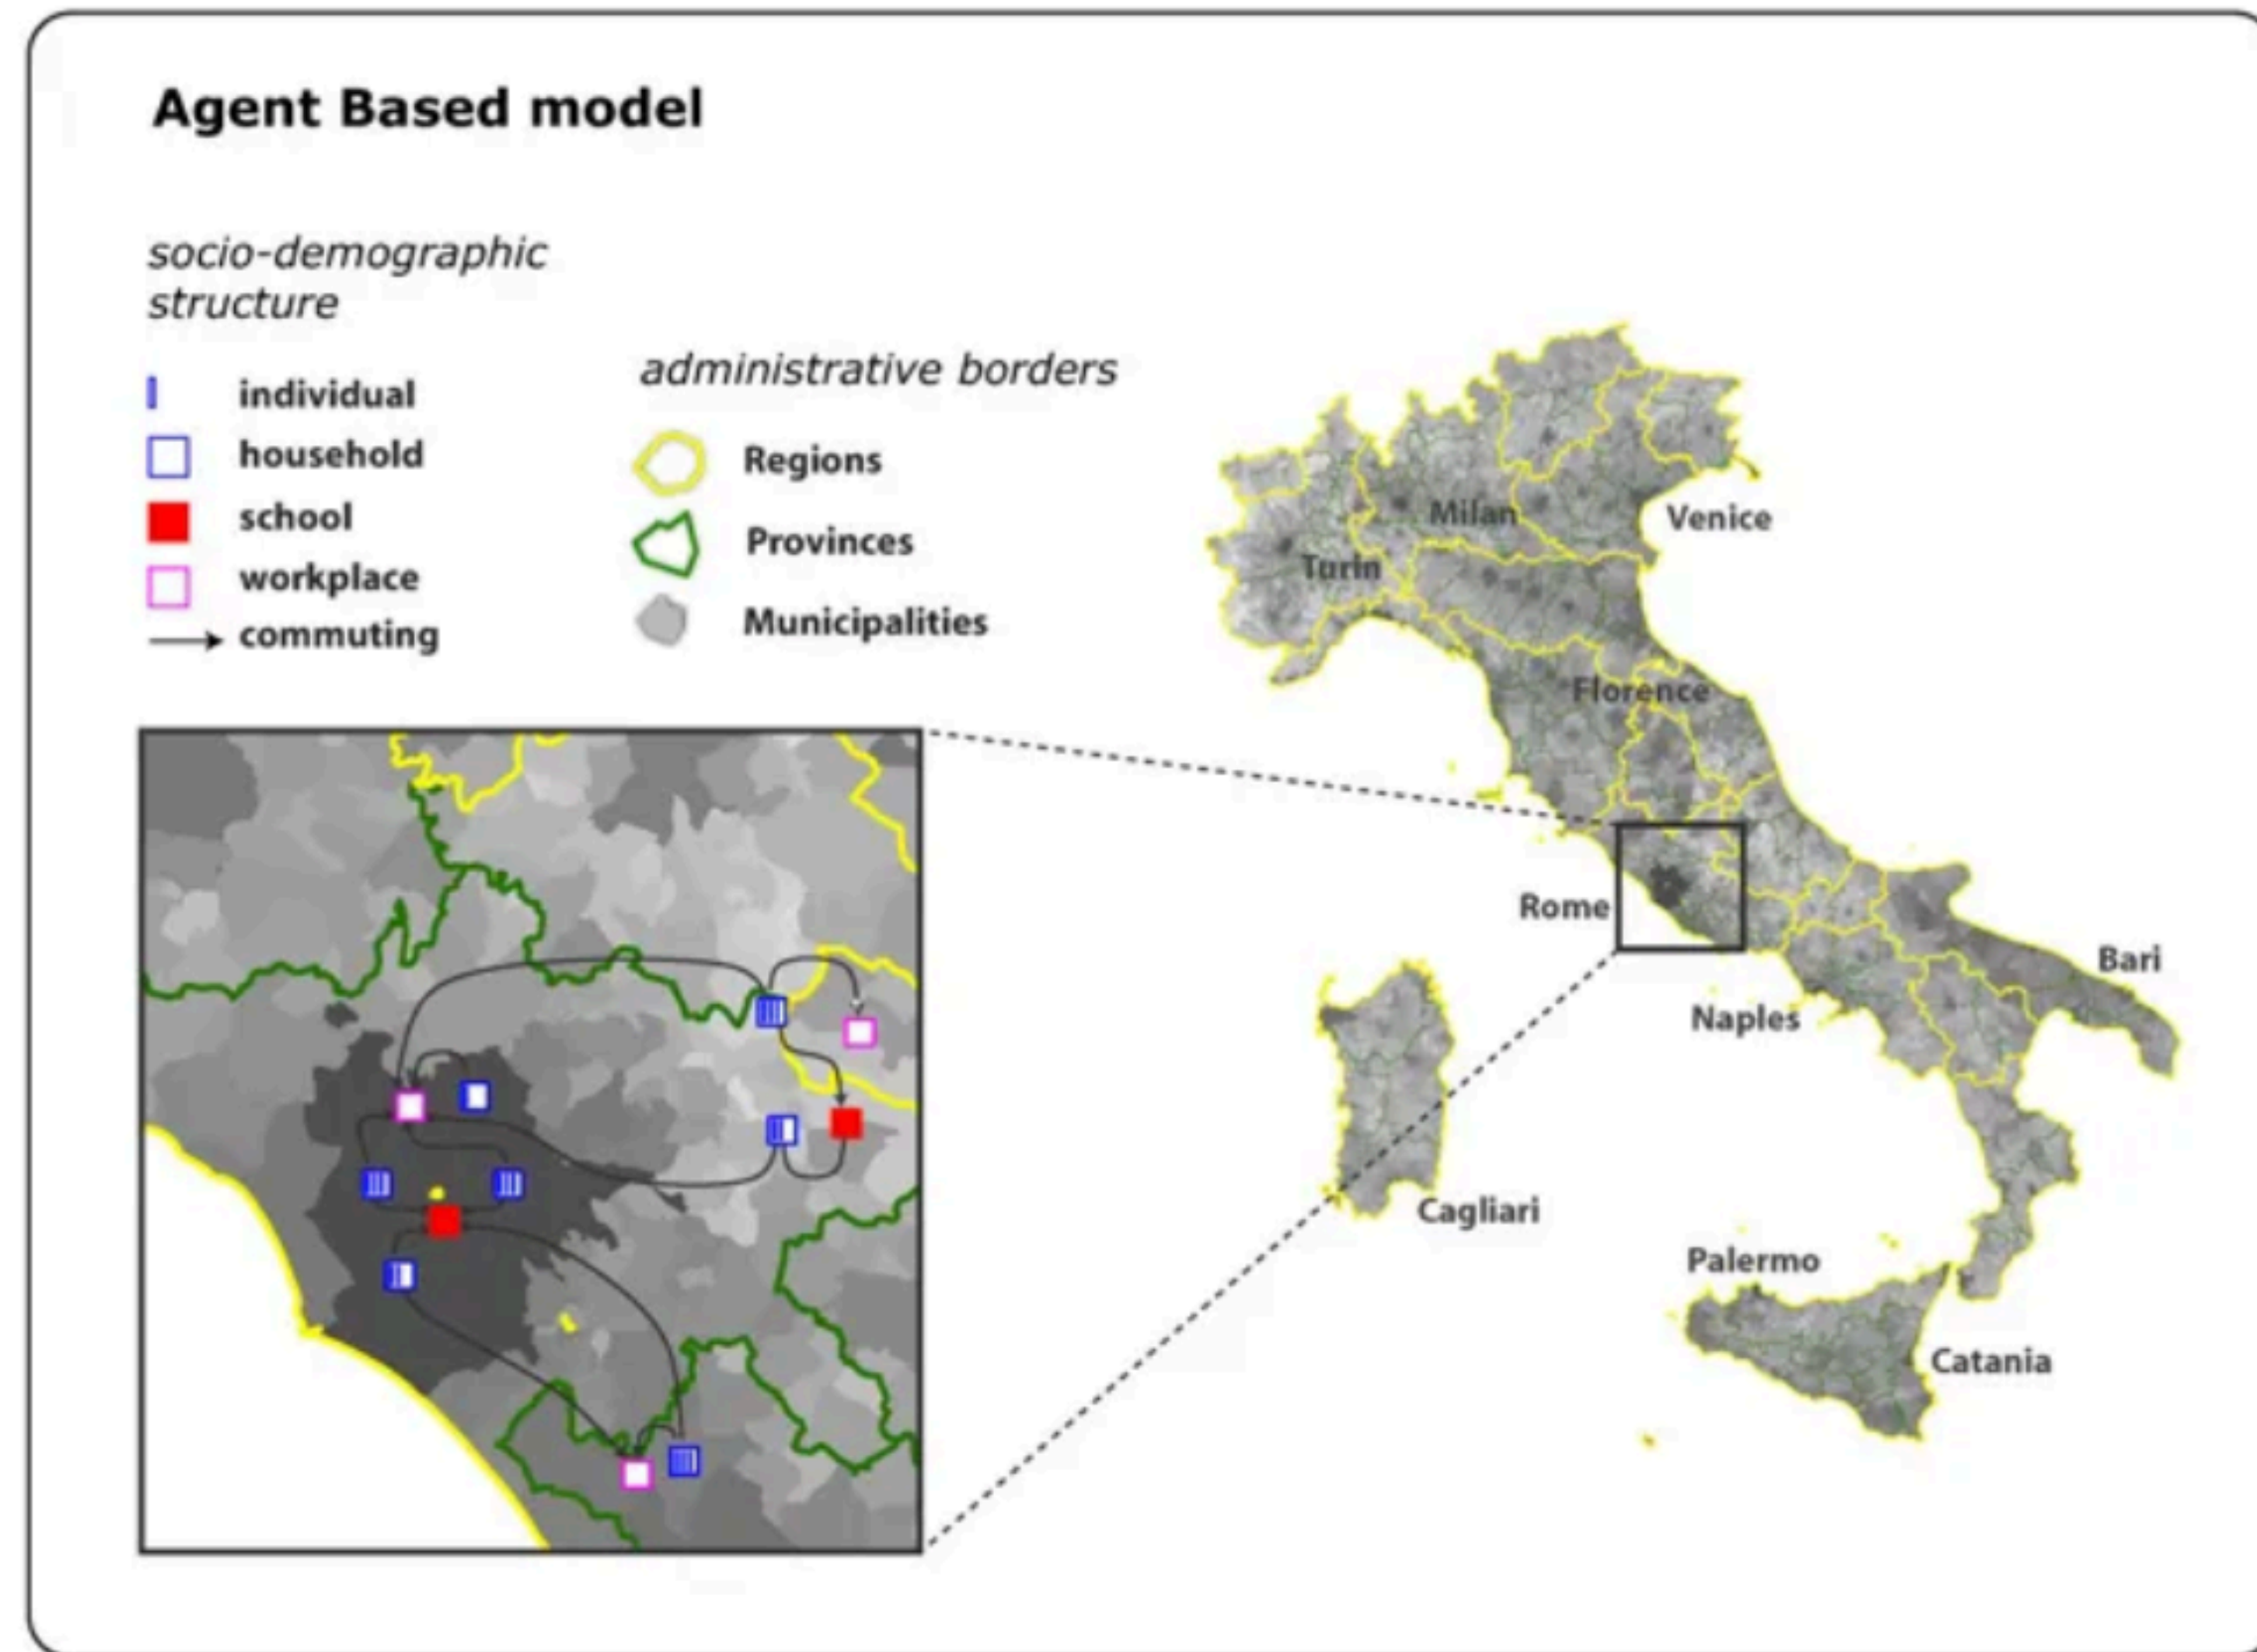 Agent Based model
socio-demographic
structure
individual
household
school
workplace
commuting
administrative borders
Regions
Provinces
Municipalities
Milan
Venice
Turin
Florence
Rome
Bari
Naples
Cagliari
Palermo
Catania